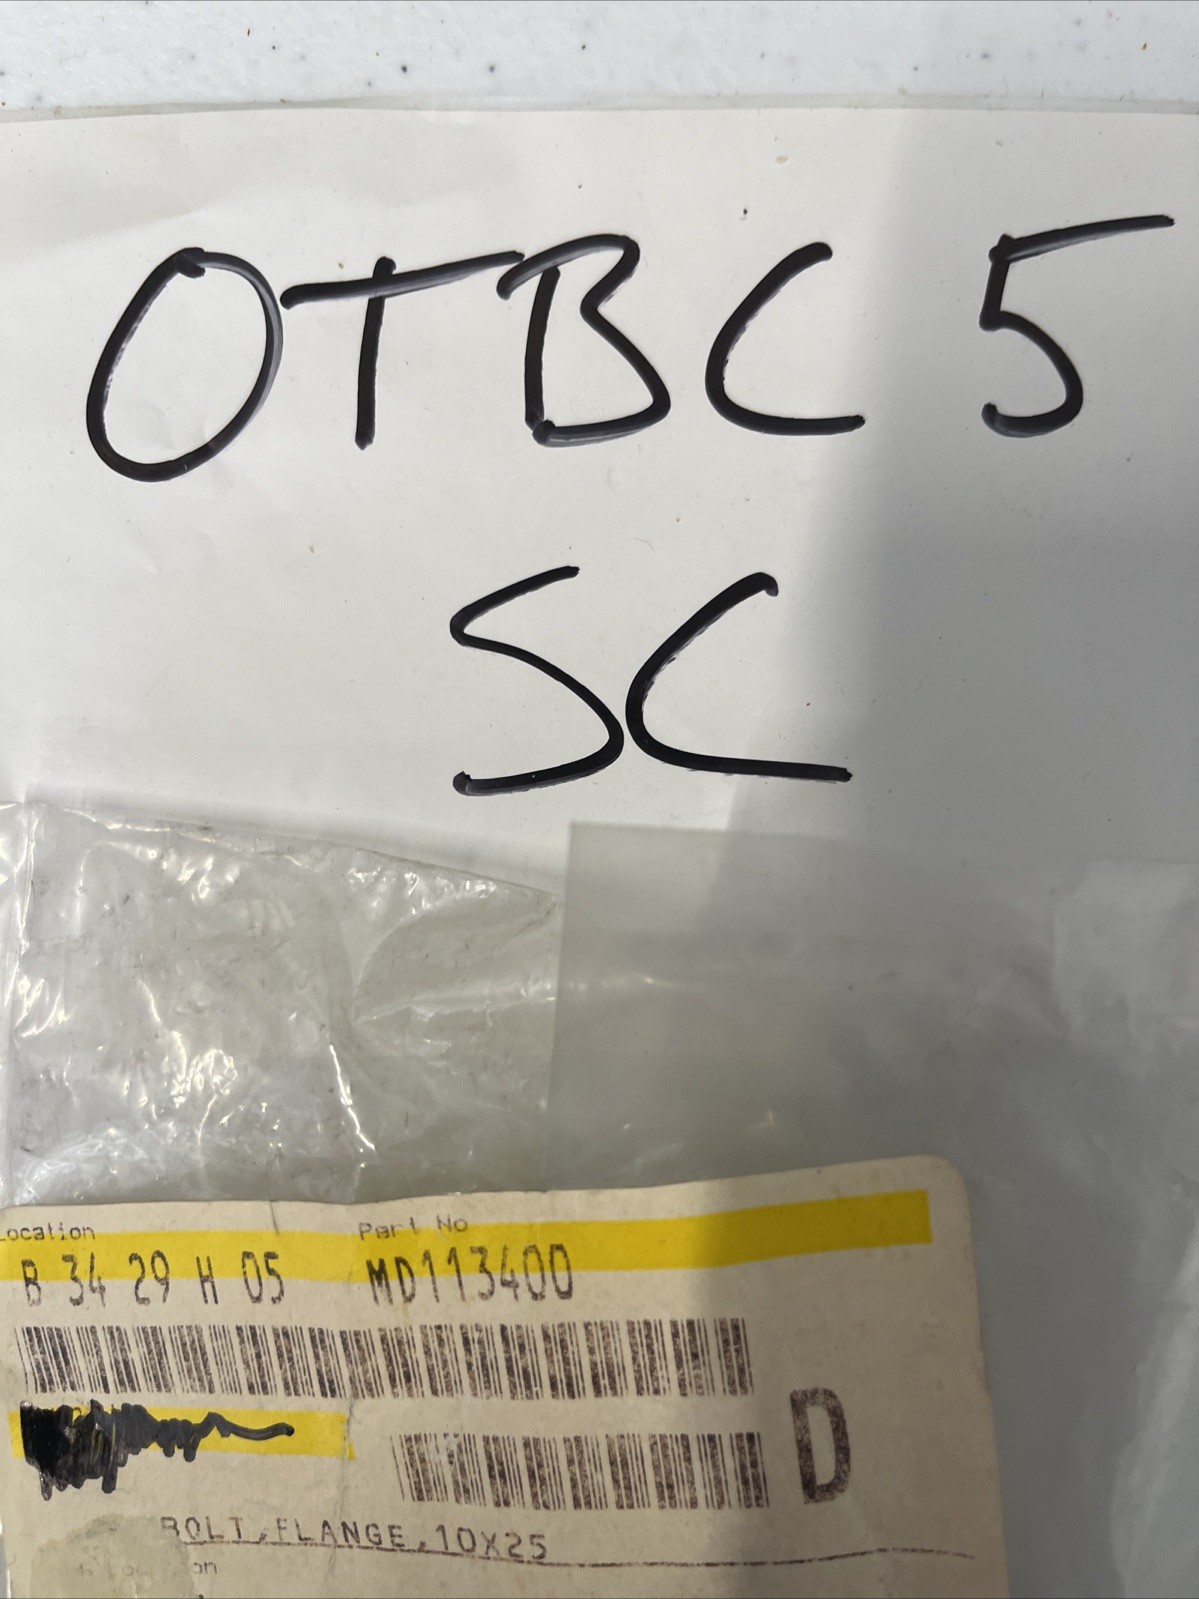 OTBC 5
SC
Location Part No
B 34 29 H 05 MD113400
D
BOLT,FLANGE,10X25